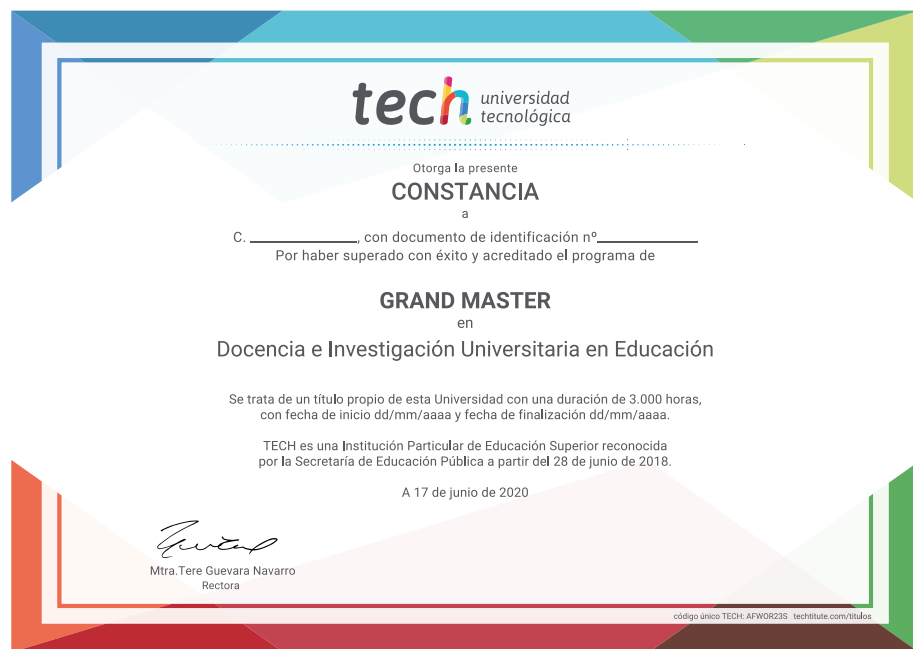 tech universidad
tecnológica
Otorga la presente
CONSTANCIA
a
C. ____________, con documento de identificación nº____________
Por haber superado con éxito y acreditado el programa de
GRAND MASTER
en
Docencia e Investigación Universitaria en Educación
Se trata de un título propio de esta Universidad con una duración de 3.000 horas,
con fecha de inicio dd/mm/aaaa y fecha de finalización dd/mm/aaaa.
TECH es una Institución Particular de Educación Superior reconocida
por la Secretaría de Educación Pública a partir del 28 de junio de 2018.
A 17 de junio de 2020
Mtra.Tere Guevara Navarro
Rectora
código único TECH: AFWOR23S techtitute.com/titulos